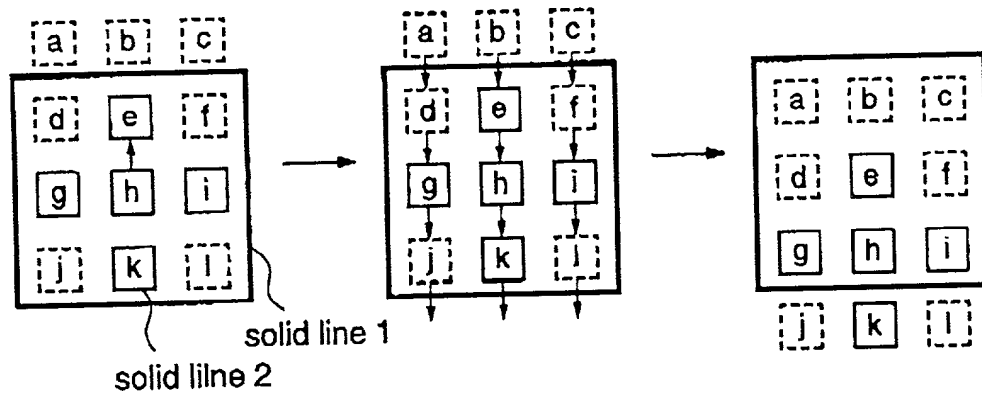 a b c
d e f
g h i
j k l
solid line 1
solid lilne 2
a b c
d e f
g h i
j k l
a b c
d e f
g h i
j k l